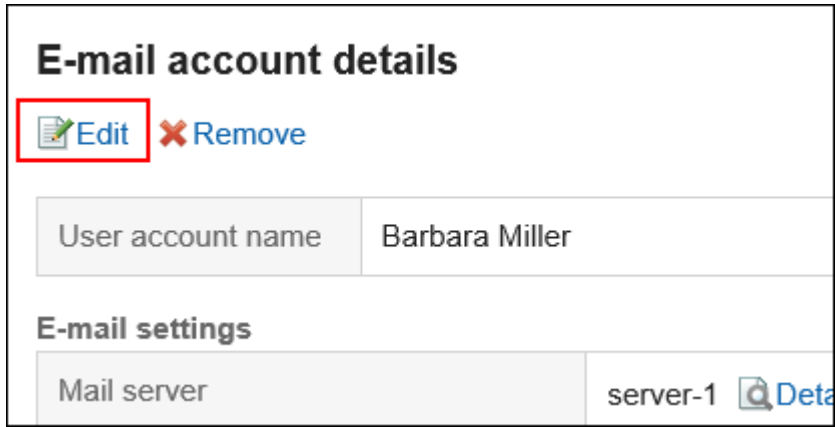 E-mail account details
Edit Remove
User account name Barbara Miller
E-mail settings
Mail server server-1